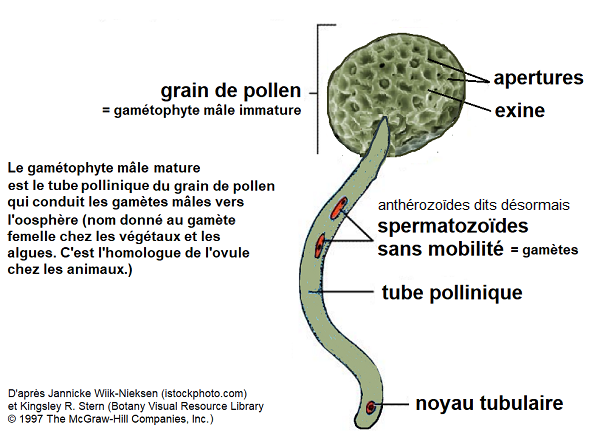 grain de pollen
= gamétophyte mâle immature
apertures
exine
Le gamétophyte mâle mature
est le tube pollinique du grain de pollen
qui conduit les gamètes mâles vers
l'oosphère (nom donné au gamète
femelle chez les végétaux et les
algues. C'est l'homologue de l'ovule
chez les animaux.)
anthérozoïdes dits désormais
spermatozoïdes
sans mobilité = gamètes
tube pollinique
noyau tubulaire
D'après Jannicke Wiik-Nieksen (istockphoto.com)
et Kingsley R. Stern (Botany Visual Resource Library
© 1997 The McGraw-Hill Companies, Inc.)